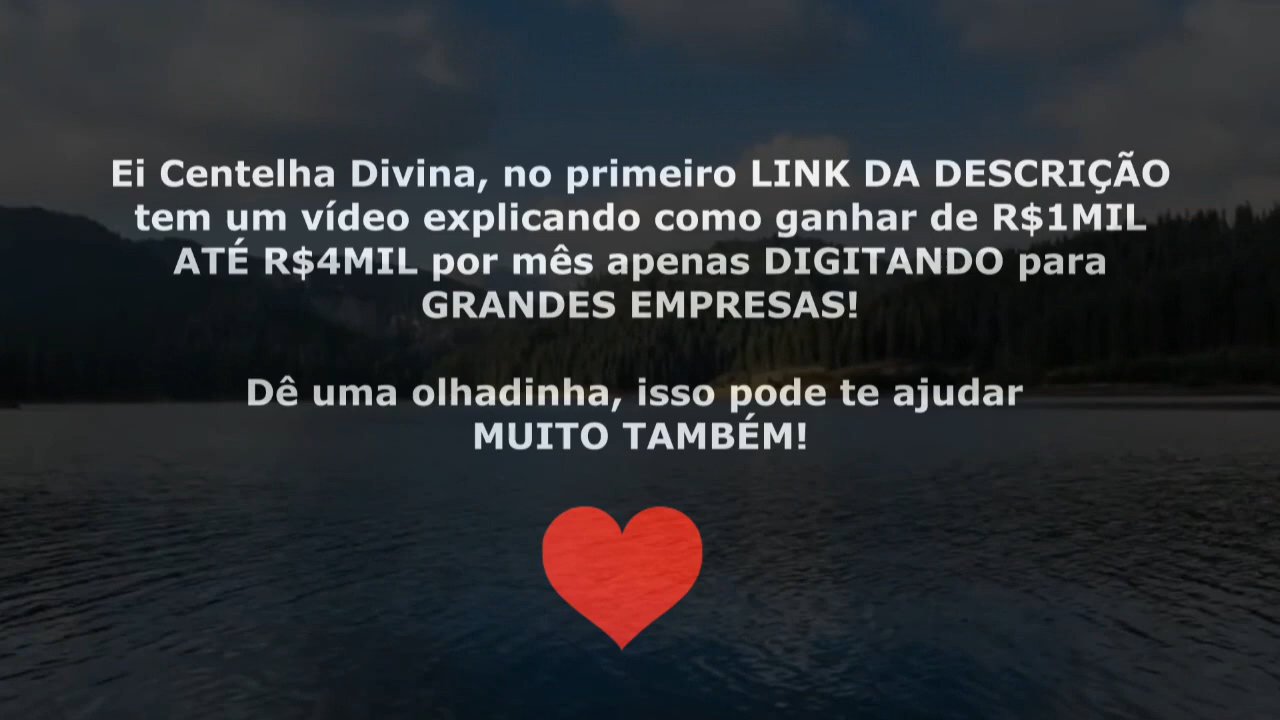 Ei Centelha Divina, no primeiro LINK DA DESCRIÇÃO
tem um vídeo explicando como ganhar de R$1MIL
ATÉ R$4MIL por mês apenas DIGITANDO para
GRANDES EMPRESAS!
Dê uma olhadinha, isso pode te ajudar
MUITO TAMBÉM!